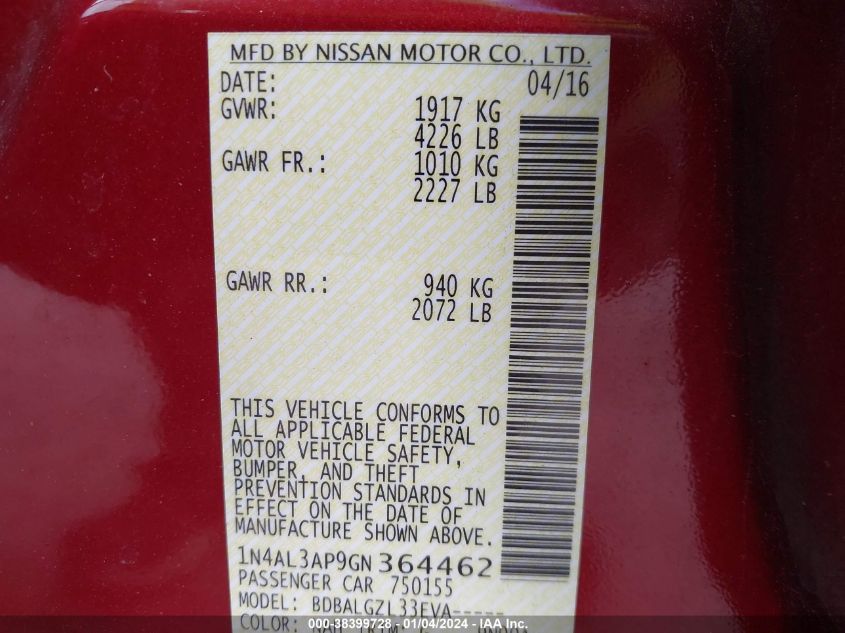 MFD BY NISSAN MOTOR CO., LTD.
DATE: 04/16
GVWR: 1917 KG
4226 LB
GAWR FR.: 1010 KG
2227 LB
GAWR RR.: 940 KG
2072 LB
THIS VEHICLE CONFORMS TO
ALL APPLICABLE FEDERAL
MOTOR VEHICLE SAFETY,
BUMPER, AND THEFT
PREVENTION STANDARDS IN
EFFECT ON THE DATE OF
MANUFACTURE SHOWN ABOVE.
1N4AL3AP9GN 364462
PASSENGER CAR 750155
MODEL: BDBALGZL33EVA-----
COLOR: NAH TRIM
000-38399728 - 01/04/2024 - IAA Inc.